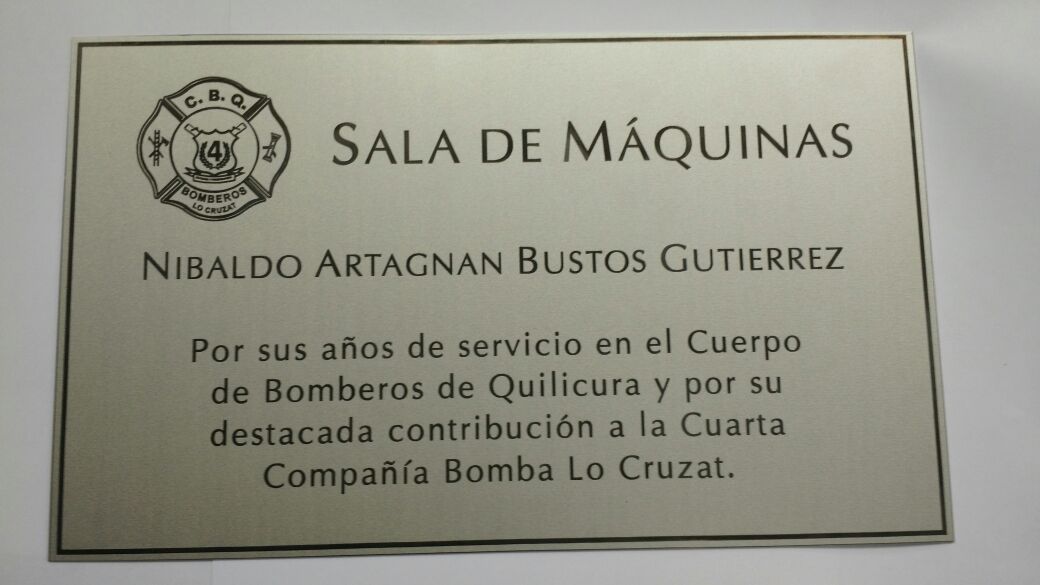 C. B. Q.
4
BOMBEROS
LO CRUZAT
SALA DE MÁQUINAS
NIBALDO ARTAGNAN BUSTOS GUTIERREZ
Por sus años de servicio en el Cuerpo
de Bomberos de Quilicura y por su
destacada contribución a la Cuarta
Compañía Bomba Lo Cruzat.